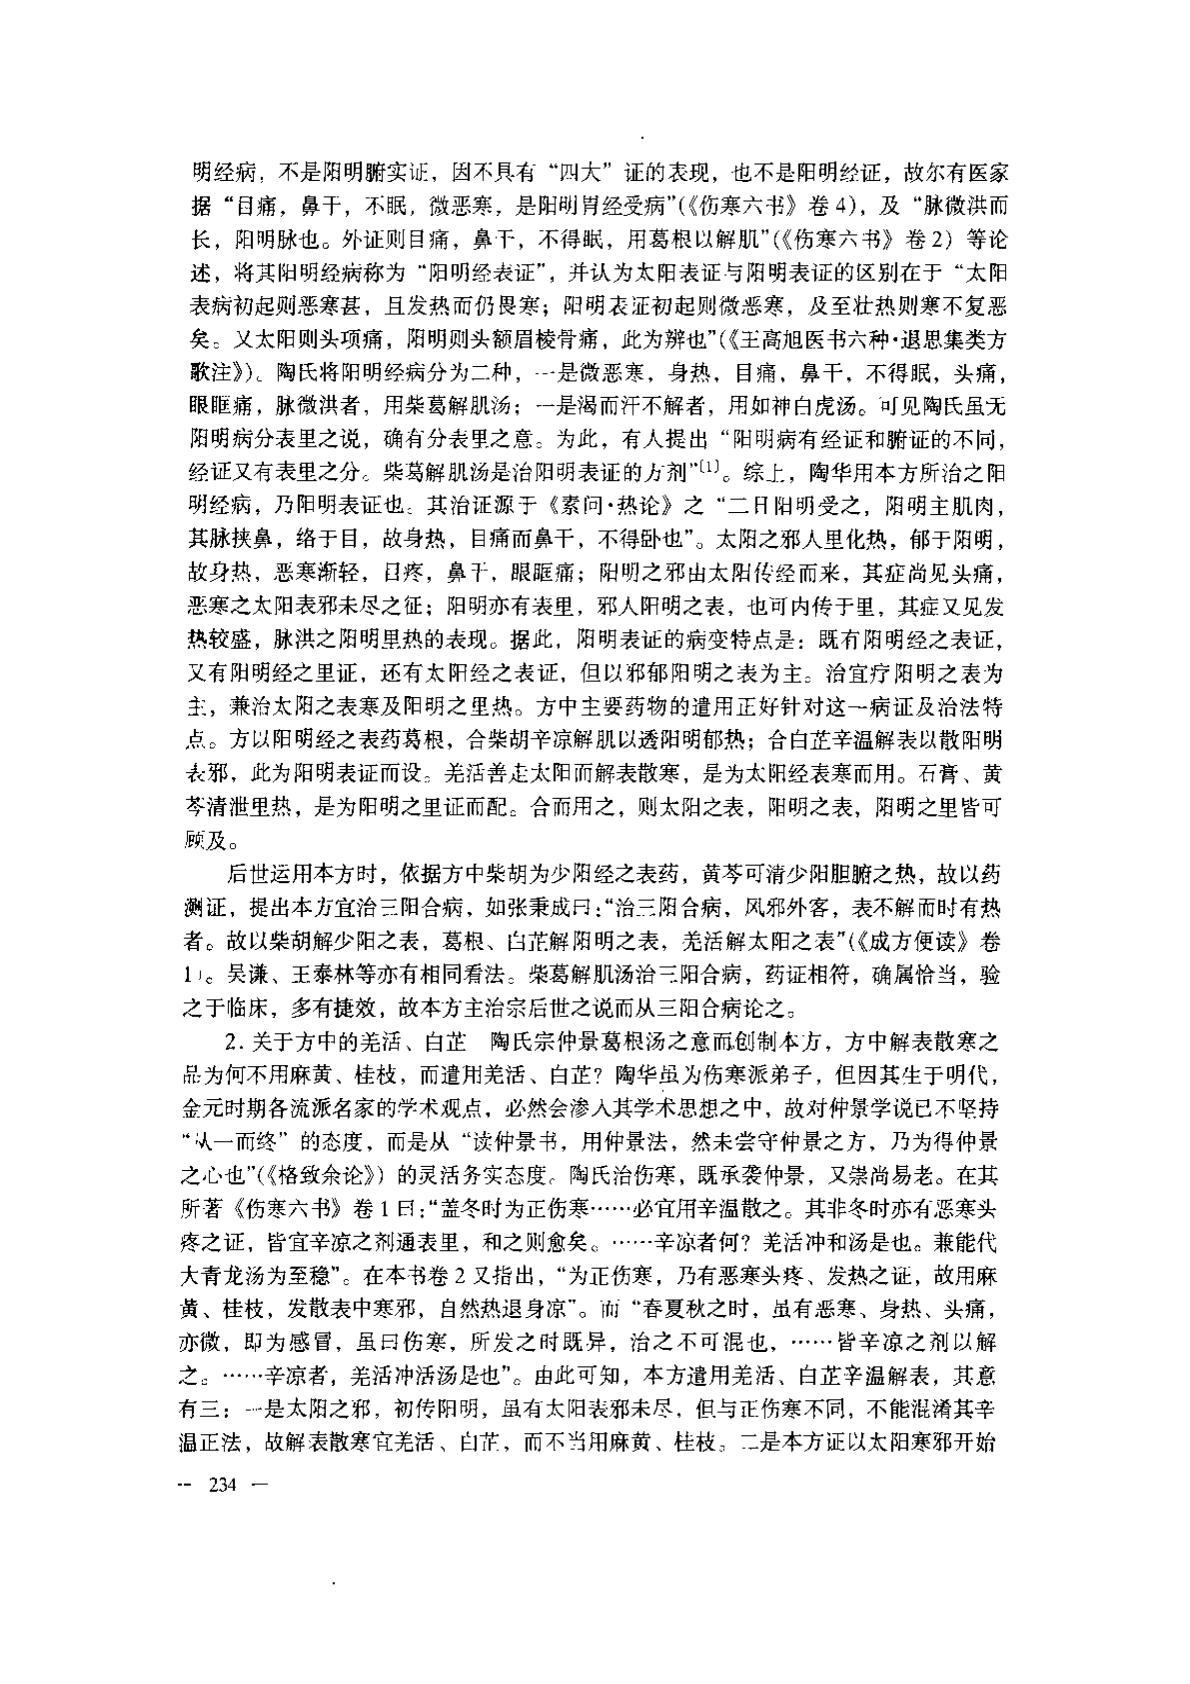 明经病，不是阳明腑实证，因不具有“四大”证的表现，也不是阳明经证，故尔有医家
据“目痛，鼻干，不眠，微恶寒，是阳明胃经受病”(《伤寒六书》卷4)，及“脉微洪而
长，阳明脉也。外证则目痛，鼻干，不得眠，用葛根以解肌”(《伤寒六书》卷2）等论
述，将其阳明经病称为“阳明经表证”，并认为太阳表证与阳明表证的区别在于“太阳
表病初起则恶寒甚，且发热而仍畏寒；阳明表证初起则微恶寒，及至壮热则寒不复恶
矣。又太阳则头项痛，阳明则头额眉棱骨痛，此为辨也”(《王高旭医书六种·退思集类方
歌注》)。陶氏将阳明经病分为二种，一是微恶寒，身热，目痛，鼻干，不得眠，头痛，
眼眶痛，脉微洪者，用柴葛解肌汤；一是渴而汗不解者，用如神白虎汤。可见陶氏虽无
阳明病分表里之说，确有分表里之意。为此，有人提出“阳明病有经证和腑证的不同，
经证又有表里之分。柴葛解肌汤是治阳明表证的方剂”〔1〕。综上，陶华用本方所治之阳
明经病，乃阳明表证也。其治证源于《素问·热论》之“二日阳明受之，阳明主肌肉，
其脉挟鼻，络于目，故身热，目痛而鼻干，不得卧也”。太阳之邪入里化热，郁于阳明，
故身热，恶寒渐轻，目疼，鼻干，眼眶痛；阳明之邪由太阳传经而来，其症尚见头痛，
恶寒之太阳表邪未尽之征；阳明亦有表里，邪入阳明之表，也可内传于里，其症又见发
热较盛，脉洪之阳明里热的表现。据此，阳明表证的病变特点是：既有阳明经之表证，
又有阳明经之里证，还有太阳经之表证，但以邪郁阳明之表为主。治宜疗阳明之表为
主，兼治太阳之表寒及阳明之里热。方中主要药物的遣用正好针对这一病证及治法特
点。方以阳明经之表药葛根，合柴胡辛凉解肌以透阳明郁热；合白芷辛温解表以散阳明
表邪，此为阳明表证而设。羌活善走太阳而解表散寒，是为太阳经表寒而用。石膏、黄
芩清泄里热，是为阳明之里证而配。合而用之，则太阳之表，阳明之表，阳明之里皆可
顾及。
后世运用本方时，依据方中柴胡为少阳经之表药，黄芩可清少阳胆腑之热，故以药
测证，提出本方宜治三阳合病，如张秉成曰：“治三阳合病，风邪外客，表不解而时有热
者。故以柴胡解少阳之表，葛根、白芷解阳明之表，羌活解太阳之表”(《成方便读》卷
1)。吴谦、王泰林等亦有相同看法。柴葛解肌汤治三阳合病，药证相符，确属恰当，验
之于临床，多有捷效，故本方主治宗后世之说而从三阳合病论之。
2. 关于方中的羌活、白芷　陶氏宗仲景葛根汤之意而创制本方，方中解表散寒之
品为何不用麻黄、桂枝，而遣用羌活、白芷？陶华虽为伤寒派弟子，但因其生于明代，
金元时期各流派名家的学术观点，必然会渗入其学术思想之中，故对仲景学说已不坚持
“从一而终”的态度，而是从“读仲景书，用仲景法，然未尝守仲景之方，乃为得仲景
之心也”(《格致余论》）的灵活务实态度。陶氏治伤寒，既承袭仲景，又崇尚易老。在其
所著《伤寒六书》卷1曰：“盖冬时为正伤寒……必宜用辛温散之。其非冬时亦有恶寒头
疼之证，皆宜辛凉之剂通表里，和之则愈矣。……辛凉者何？羌活冲和汤是也。兼能代
大青龙汤为至稳”。在本书卷2又指出，“为正伤寒，乃有恶寒头疼、发热之证，故用麻
黄、桂枝，发散表中寒邪，自然热退身凉”。而“春夏秋之时，虽有恶寒、身热、头痛，
亦微，即为感冒，虽曰伤寒，所发之时既异，治之不可混也，……皆辛凉之剂以解
之。……辛凉者，羌活冲活汤是也”。由此可知，本方遣用羌活、白芷辛温解表，其意
有三：一是太阳之邪，初传阳明，虽有太阳表邪未尽，但与正伤寒不同，不能混淆其辛
温正法，故解表散寒宜羌活、白芷，而不当用麻黄、桂枝。二是本方证以太阳寒邪开始
— 234 —